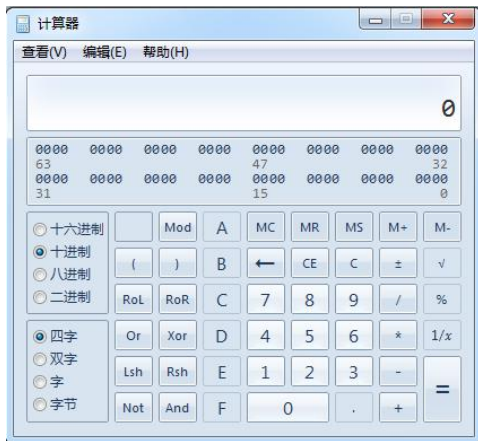 计算器
查看(V) 编辑(E) 帮助(H)
0
0000 0000 0000 0000 0000 0000 0000 0000
63 47 32
0000 0000 0000 0000 0000 0000 0000 0000
31 15 0
十六进制 Mod A MC MR MS M+ M-
十进制 ( ) B ← CE C ± √
八进制
二进制 RoL RoR C 7 8 9 / %
四字 Or Xor D 4 5 6 * 1/x
双字
字 Lsh Rsh E 1 2 3 - =
字节 Not And F 0 . +